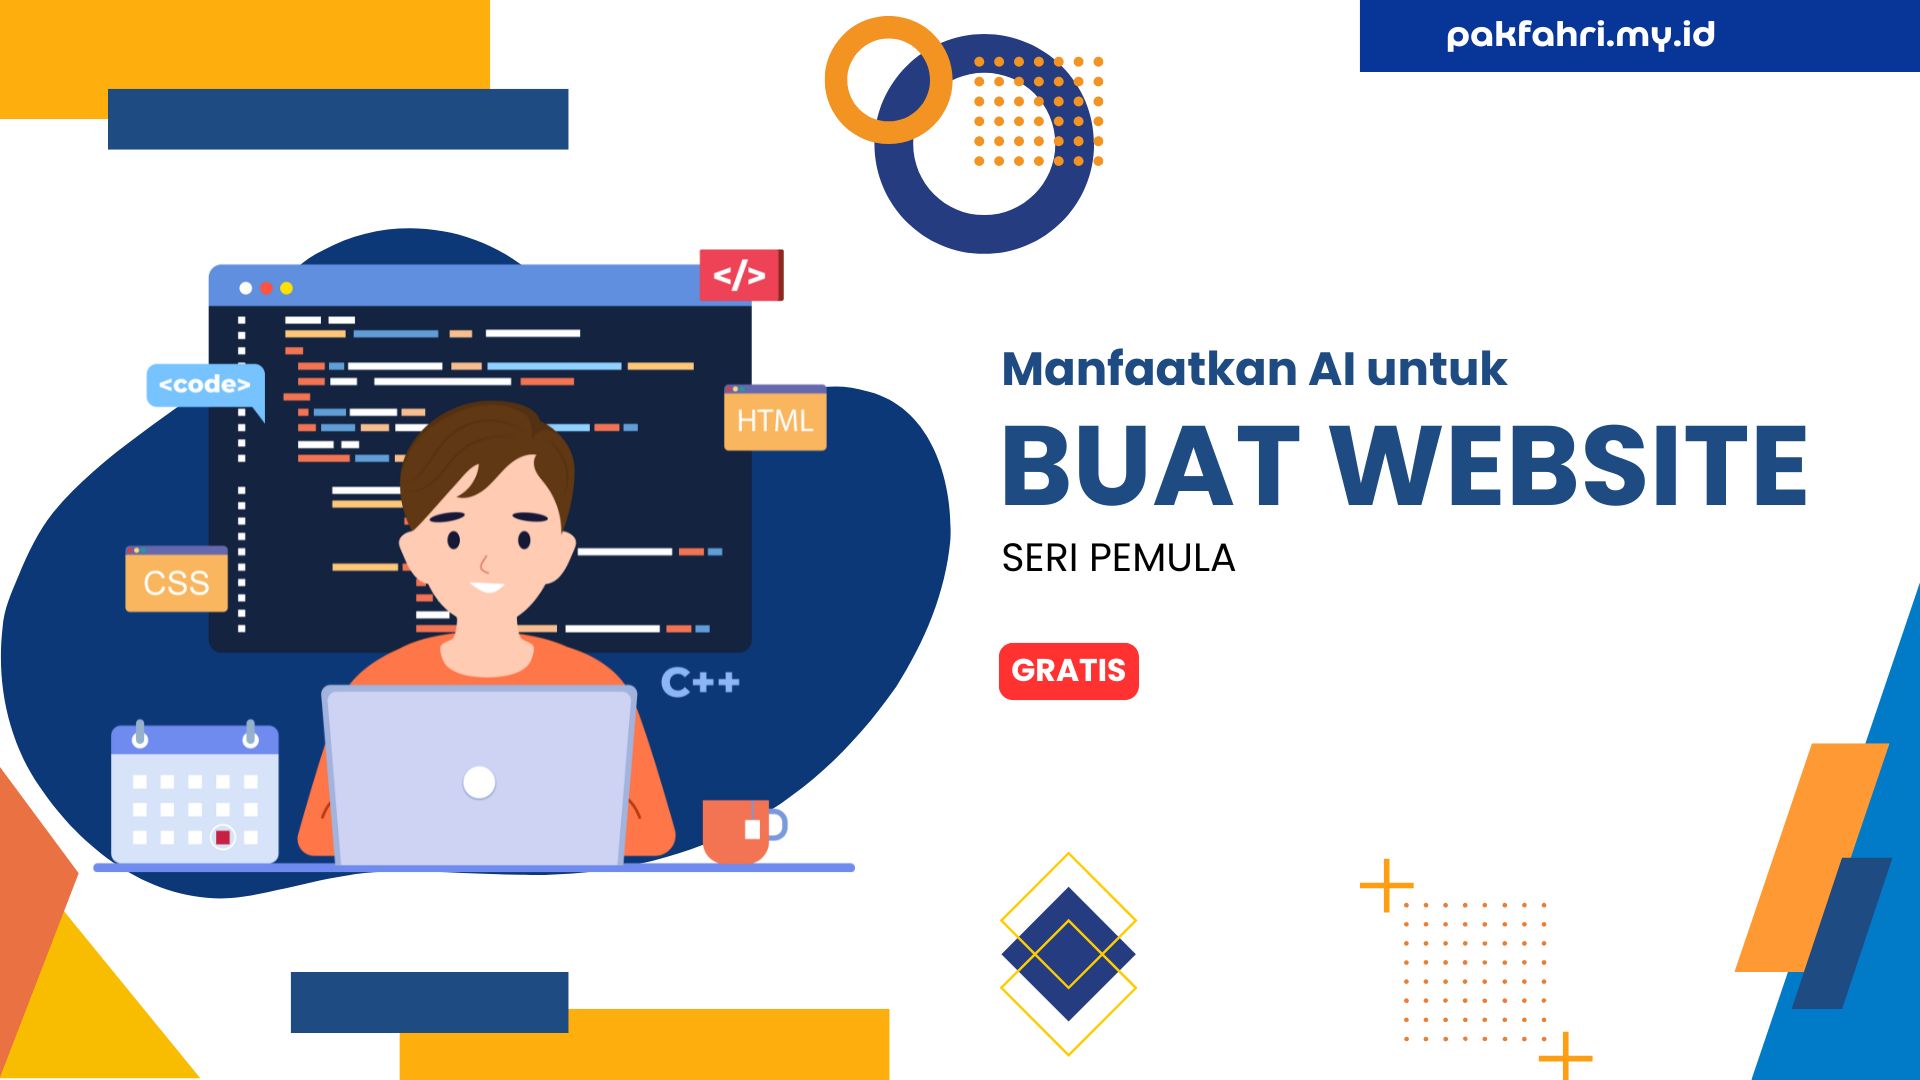 pakfahri.my.id
</>
<code>
HTML
CSS
C++
Manfaatkan AI untuk
BUAT WEBSITE
SERI PEMULA
GRATIS